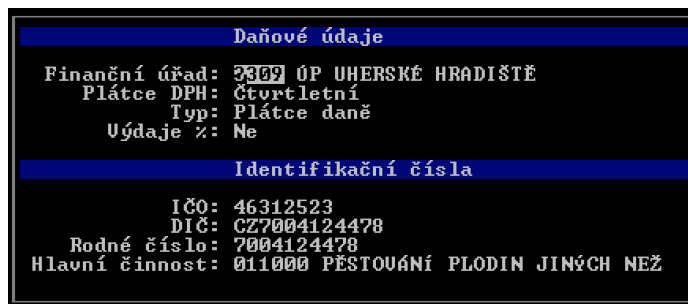 Daňové údaje
Finanční úřad: 3309 ÚP UHERSKÉ HRADIŠTĚ
Plátce DPH: Čtvrtletní
Typ: Plátce daně
Výdaje %: Ne
Identifikační čísla
IČO: 46312523
DIČ: CZ7004124478
Rodné číslo: 7004124478
Hlavní činnost: 011000 PĚSTOVÁNÍ PLODIN JINÝCH NEŽ